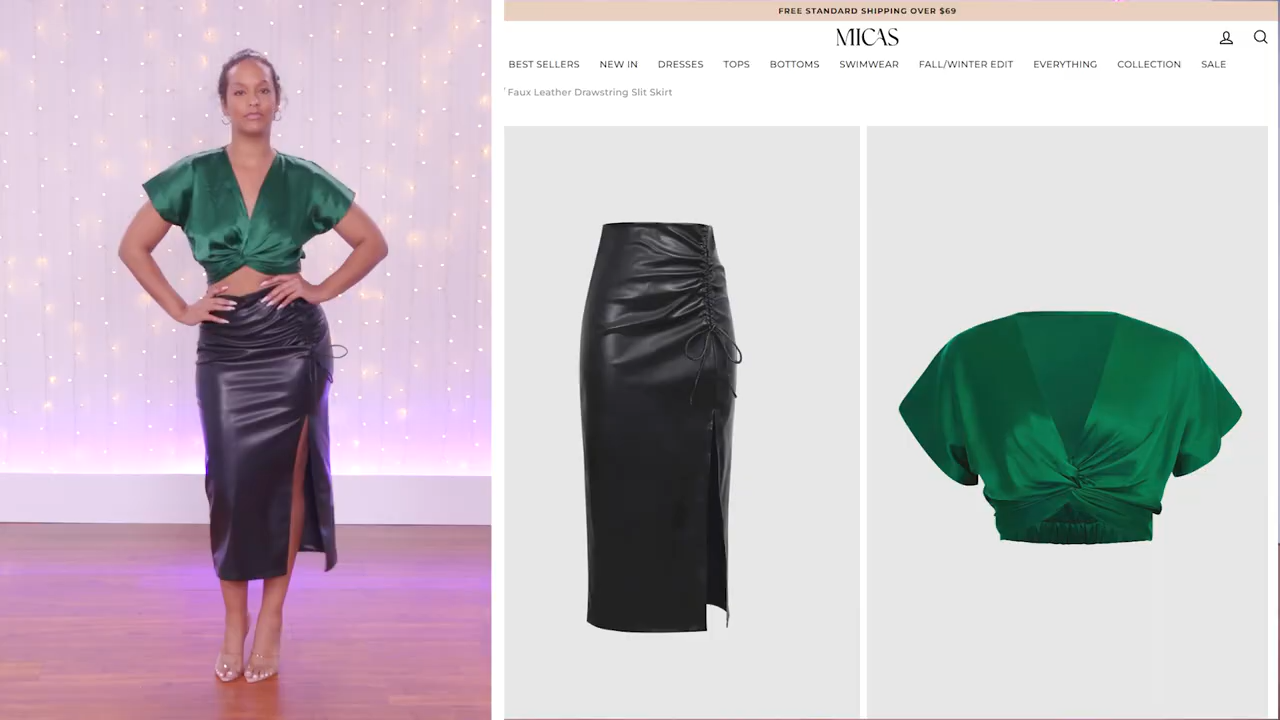 FREE STANDARD SHIPPING OVER $69
MICAS
BEST SELLERS NEW IN DRESSES TOPS BOTTOMS SWIMWEAR FALL/WINTER EDIT EVERYTHING COLLECTION SALE
Faux Leather Drawstring Slit Skirt